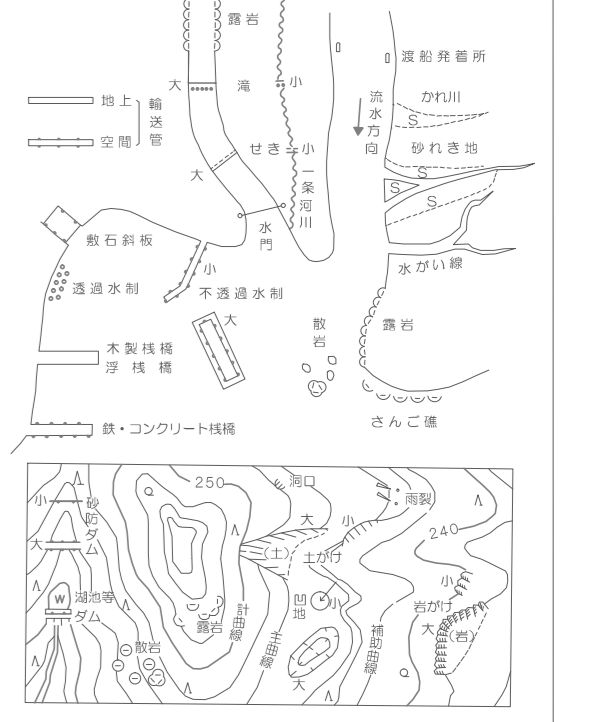 露岩
大
滝
小
渡船発着所
地上
輸送管
空間
流水方向
かれ川
S
せき
小
砂れき地
大
一条河川
S
S
S
水門
敷石斜板
小
水がい線
透過水制
不透過水制
大
散岩
露岩
木製桟橋
浮桟橋
さんご礁
鉄・コンクリート桟橋
250
洞口
小
砂防ダム
雨裂
大
小
240
大
(土)
土がけ
小
W
湖池等
ダム
凹地
小
岩がけ
計曲線
露岩
大
(岩)
散岩
主曲線
補助曲線
大